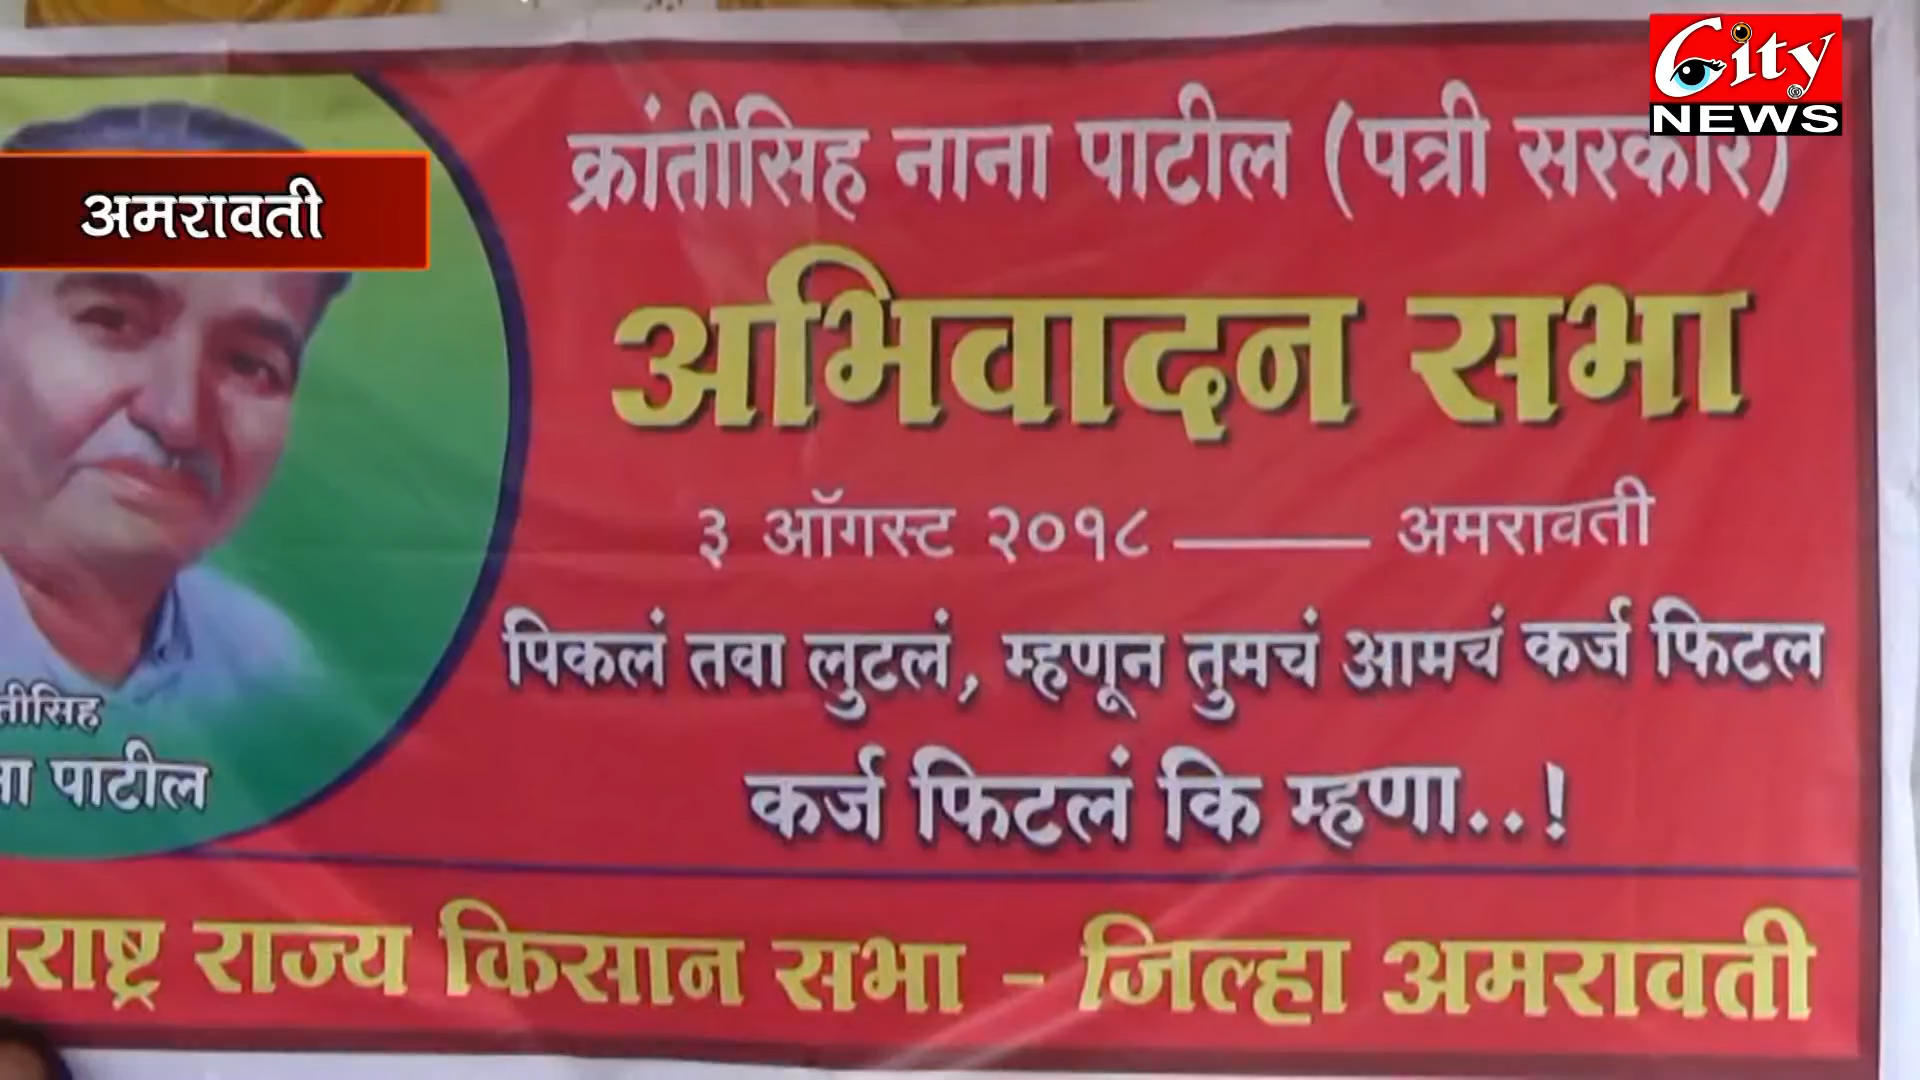 City
NEWS
अमरावती
क्रांतीसिंह नाना पाटील (पत्री सरकार)
अभिवादन सभा
३ ऑगस्ट २०१८ —— अमरावती
पिकलं तवा लुटलं, म्हणून तुमचं आमचं कर्ज फिटल
कर्ज फिटलं कि म्हणा..!
पाटील
राज्य किसान सभा - जिल्हा अमरावती